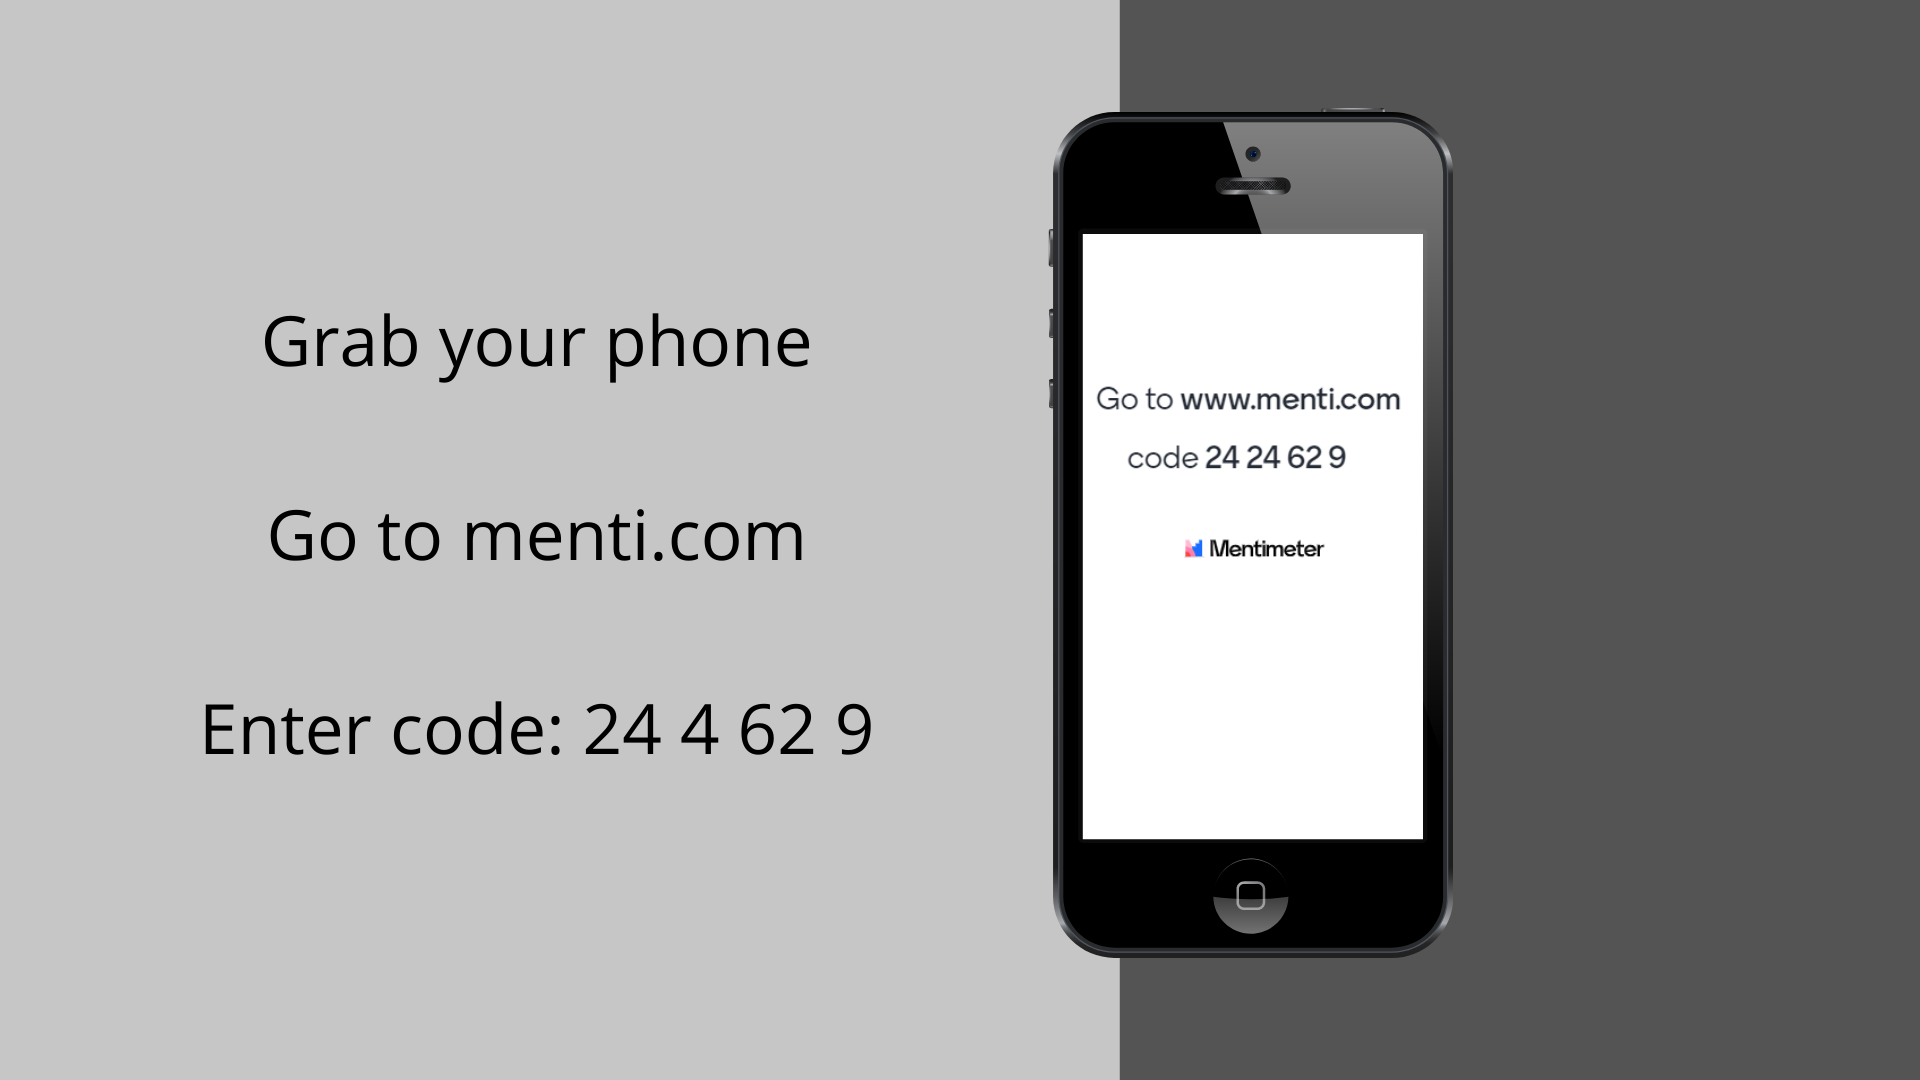 Grab your phone
Go to menti.com
Enter code: 24 4 62 9
Go to www.menti.com
code 24 24 62 9
Mentimeter